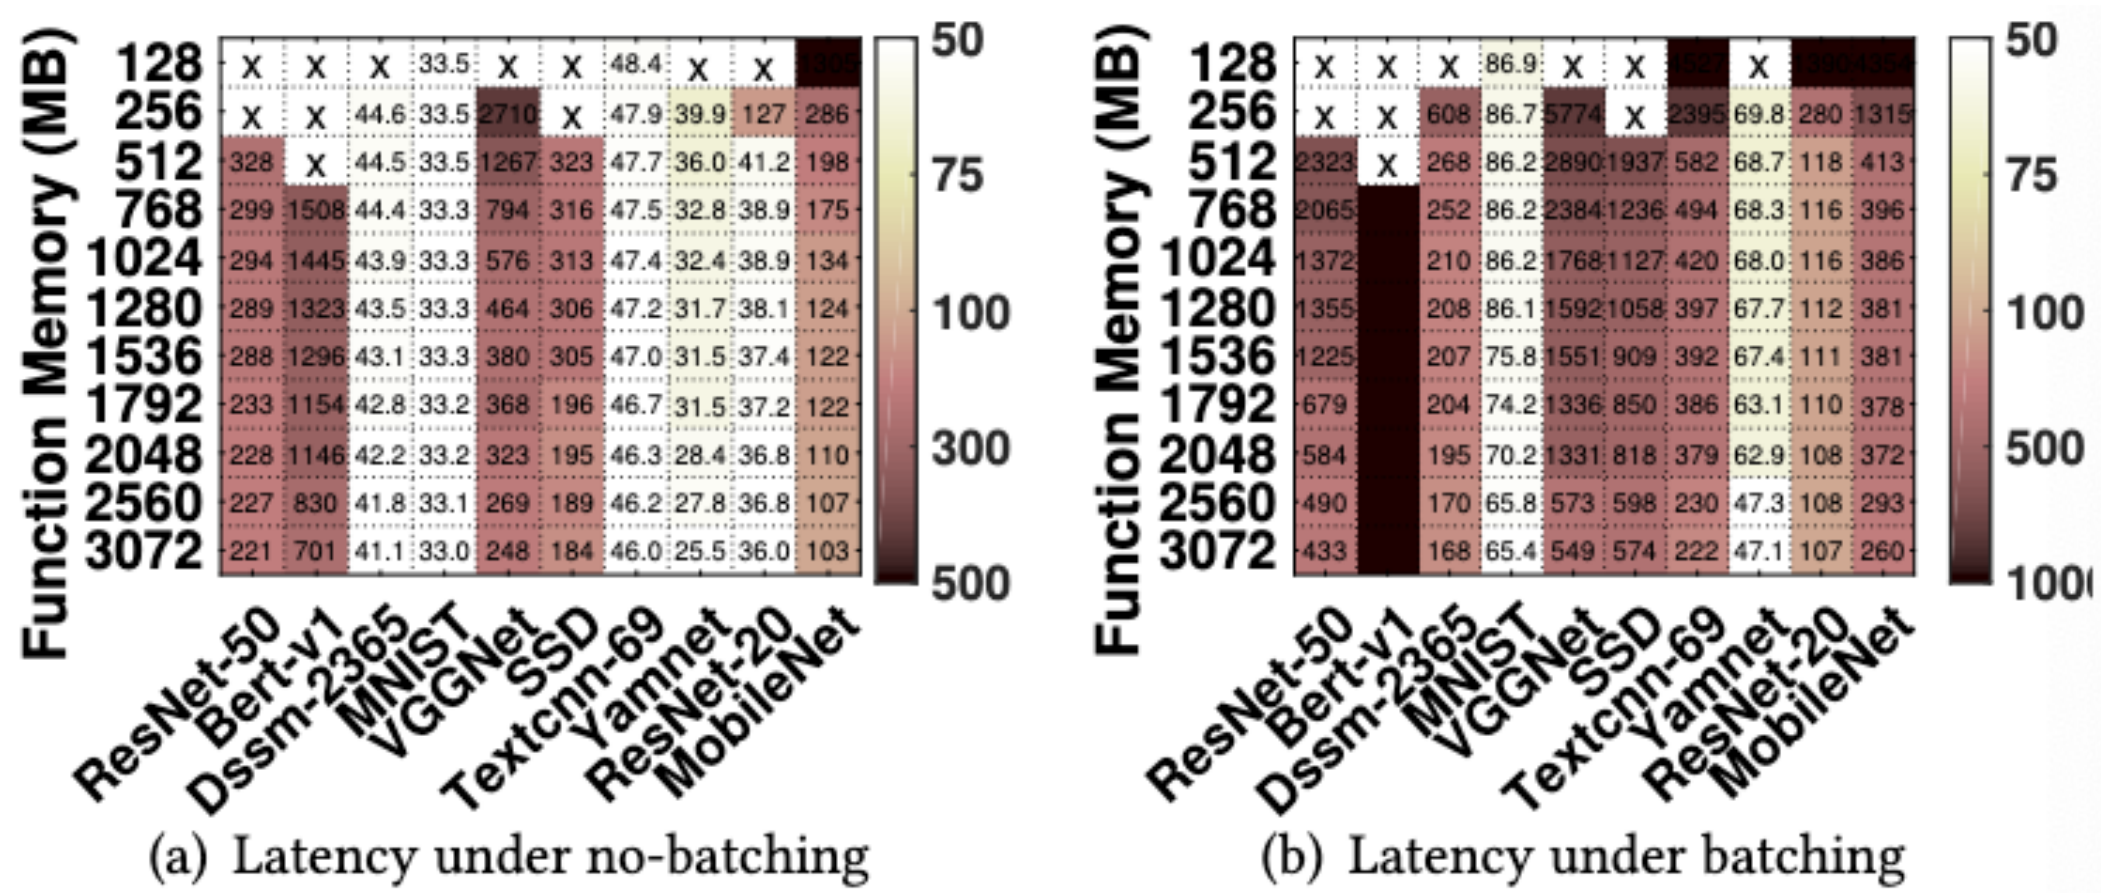 Function Memory (MB)
128 x x x 33.5 x x 48.4 x x 1305
256 x x 44.6 33.5 2710 x 47.9 39.9 127 286
512 328 x 44.5 33.5 1267 323 47.7 36.0 41.2 198
768 299 1508 44.4 33.3 794 316 47.5 32.8 38.9 175
1024 294 1445 43.9 33.3 576 313 47.4 32.4 38.9 134
1280 289 1323 43.5 33.3 464 306 47.2 31.7 38.1 124
1536 288 1296 43.1 33.3 380 305 47.0 31.5 37.4 122
1792 233 1154 42.8 33.2 368 196 46.7 31.5 37.2 122
2048 228 1146 42.2 33.2 323 195 46.3 28.4 36.8 110
2560 227 830 41.8 33.1 269 189 46.2 27.8 36.8 107
3072 221 701 41.1 33.0 248 184 46.0 25.5 36.0 103
ResNet-50
Bert-v1
Dssm-2365
MNIST
VGGNet
SSD
Textcnn-69
Yamnet
ResNet-20
MobileNet
50
75
100
300
500
(a) Latency under no-batching
Function Memory (MB)
128 x x x 86.9 x x 4527 x 1390 4354
256 x x 608 86.7 5774 x 2395 69.8 280 1315
512 2323 x 268 86.2 2890 1937 582 68.7 118 413
768 2065 252 86.2 2384 1236 494 68.3 116 396
1024 1372 210 86.2 1768 1127 420 68.0 116 386
1280 1355 208 86.1 1592 1058 397 67.7 112 381
1536 1225 207 75.8 1551 909 392 67.4 111 381
1792 679 204 74.2 1336 850 386 63.1 110 378
2048 584 195 70.2 1331 818 379 62.9 108 372
2560 490 170 65.8 573 598 230 47.3 108 293
3072 433 168 65.4 549 574 222 47.1 107 260
ResNet-50
Bert-v1
Dssm-2365
MNIST
VGGNet
SSD
Textcnn-69
Yamnet
ResNet-20
MobileNet
50
75
100
500
(b) Latency under batching